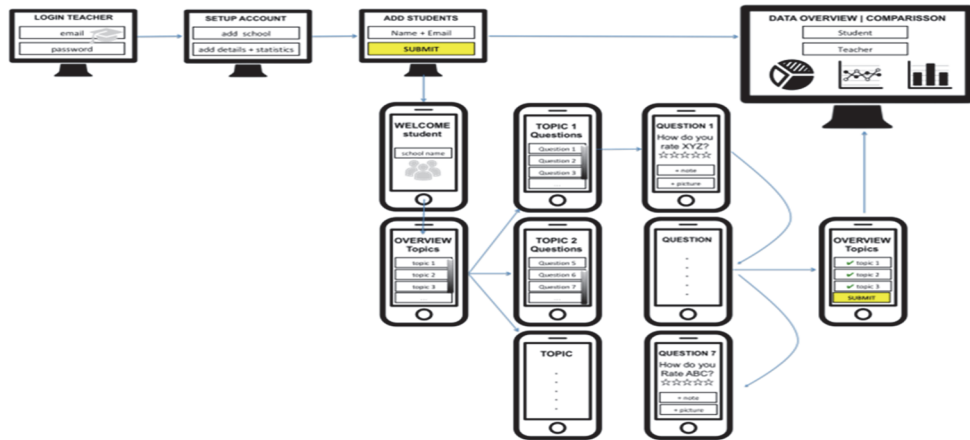 LOGIN TEACHER
email
password
SETUP ACCOUNT
add school
add details + statistics
ADD STUDENTS
Name + Email
SUBMIT
DATA OVERVIEW | COMPARISSON
Student
Teacher
WELCOME
student
school name
TOPIC 1
Questions
Question 1
Question 2
Question 3
QUESTION 1
How do you
rate XYZ?
+ note
+ picture
OVERVIEW
Topics
topic 1
topic 2
topic 3
TOPIC 2
Questions
Question 5
Question 6
Question 7
QUESTION
OVERVIEW
Topics
topic 1
topic 2
topic 3
SUBMIT
TOPIC
QUESTION 7
How do you
Rate ABC?
+ note
+ picture